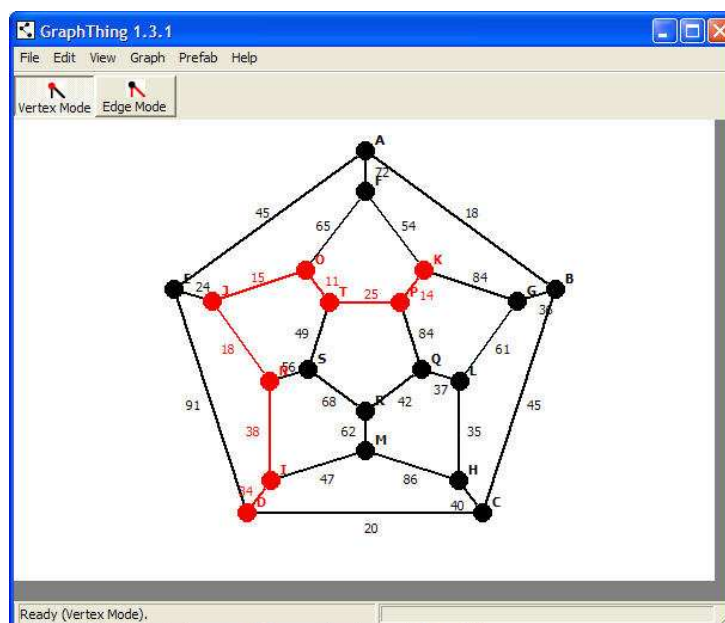 GraphThing 1.3.1
File Edit View Graph Prefab Help
Vertex Mode Edge Mode
A
72
F
45 18
65 54
O K
E 24 J 15 11 84 G B
T 25 P 14 36
18 49 84 61
N 56 S Q L
37
91 68 R 42 45
38 62 35
M
I 47 86 H
34 D 40 C
20
Ready (Vertex Mode).